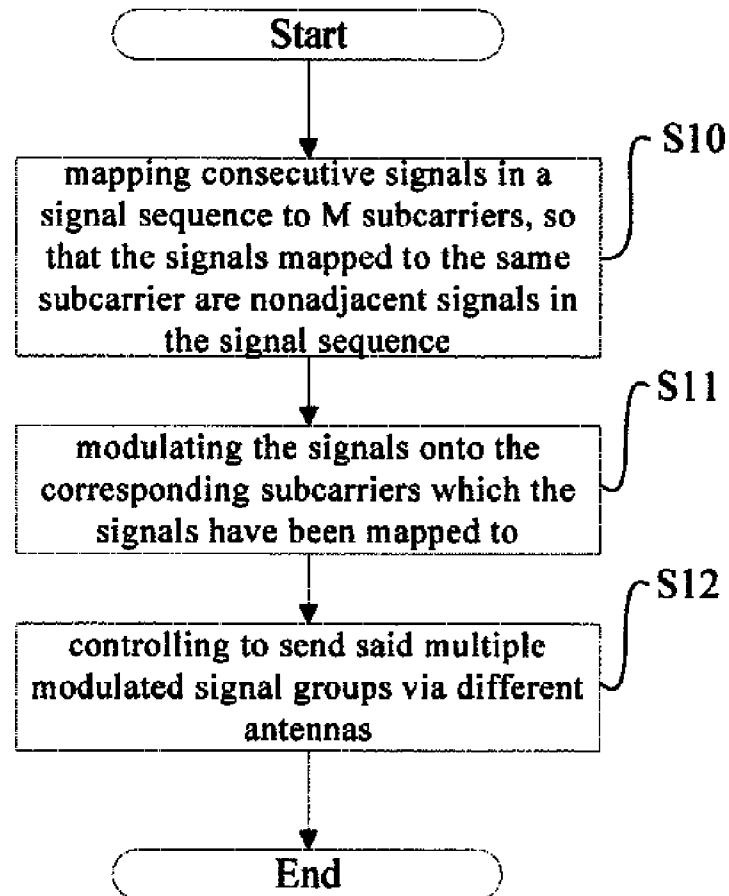 Start
S10
mapping consecutive signals in a
signal sequence to M subcarriers, so
that the signals mapped to the same
subcarrier are nonadjacent signals in
the signal sequence
S11
modulating the signals onto the
corresponding subcarriers which the
signals have been mapped to
S12
controlling to send said multiple
modulated signal groups via different
antennas
End